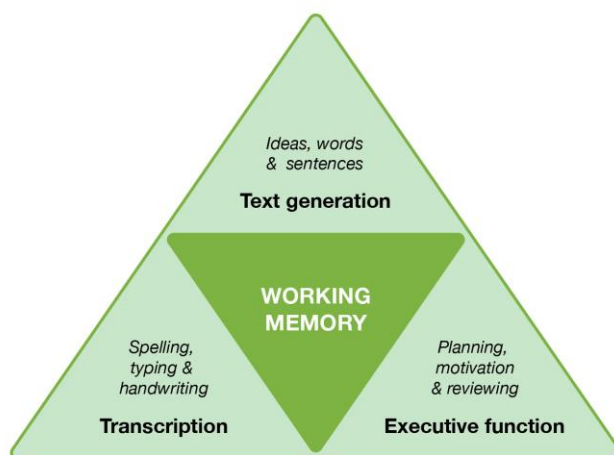 Ideas, words
& sentences
Text generation
WORKING
MEMORY
Spelling,
typing &
handwriting
Transcription
Planning,
motivation
& reviewing
Executive function